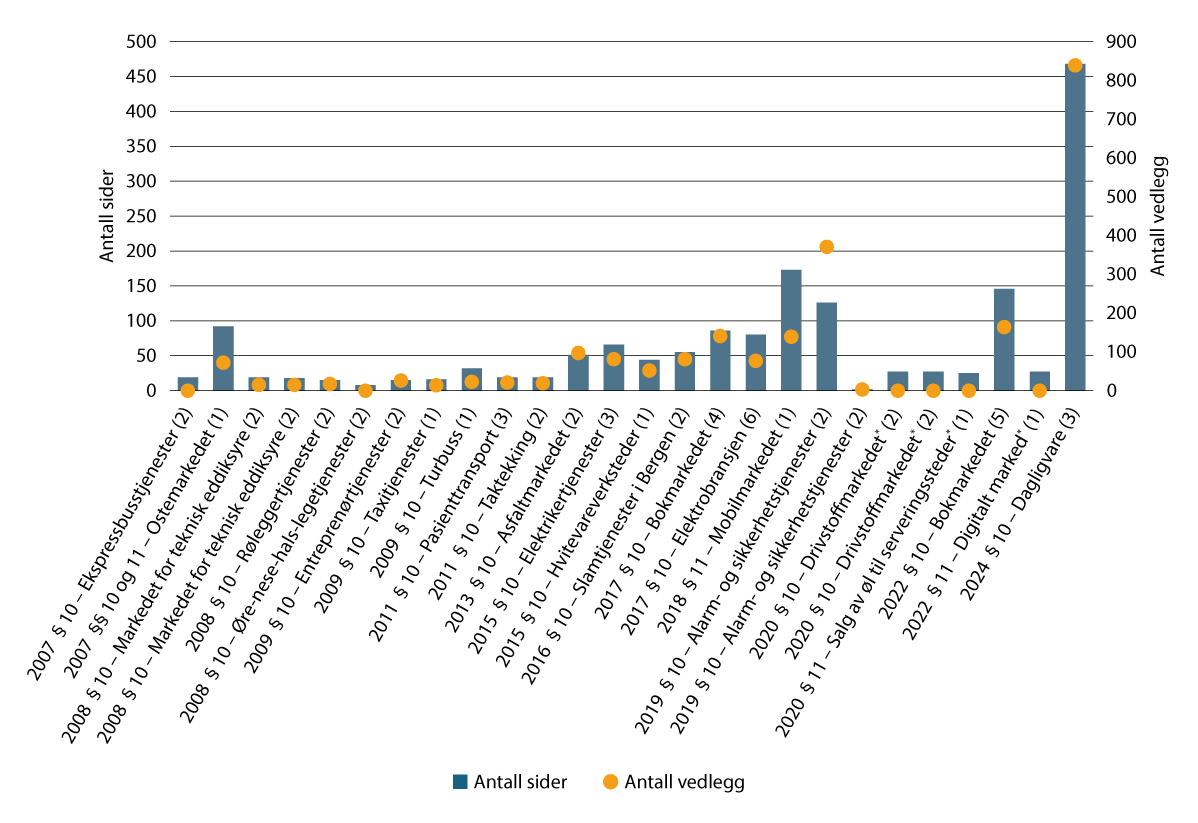 500
450
400
350
300
250
200
150
100
50
0
Antall sider
900
800
700
600
500
400
300
200
100
0
Antall vedlegg
2007 § 10 – Ekspressbusstjenester (2)
2007 §§ 10 og 11 – Ostemarkedet (1)
2008 § 10 – Markedet for teknisk eddiksyre (2)
2008 § 10 – Markedet for teknisk eddiksyre (2)
2008 § 10 – Røleggertjenester (2)
2008 § 10 – Øre-nese-hals-legetjenester (2)
2009 § 10 – Entreprenørtjenester (2)
2009 § 10 – Taxitjenester (1)
2009 § 10 – Turbuss (1)
2011 § 10 – Pasienttransport (3)
2011 § 10 – Taktekking (2)
2013 § 10 – Asfaltmarkedet (2)
2015 § 10 – Elektrikertjenester (3)
2015 § 10 – Hvitevareverksteder (1)
2016 § 10 – Slamtjenester i Bergen (2)
2017 § 10 – Bokmarkedet (4)
2017 § 10 – Elektrobransjen (6)
2018 § 11 – Mobilmarkedet (1)
2019 § 10 – Alarm- og sikkerhetstjenester (2)
2019 § 10 – Alarm- og sikkerhetstjenester (2)
2020 § 10 – Drivstoffmarkedet* (2)
2020 § 10 – Drivstoffmarkedet* (2)
2020 § 11 – Salg av øl til serveringssteder* (1)
2022 § 10 – Bokmarkedet (5)
2022 § 11 – Digitalt marked* (1)
2024 § 10 – Dagligvare (3)
Antall sider
Antall vedlegg